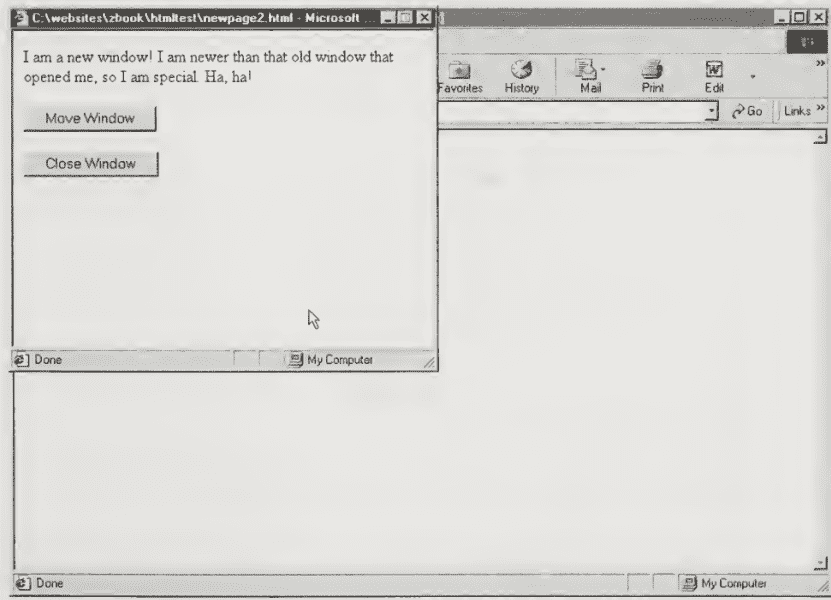 C:\websites\zbook\htmltest\newpage2.html - Microsoft ...
I am a new window! I am newer than that old window that
opened me, so I am special. Ha, ha!
Move Window
Close Window
Done
My Computer
Favorites
History
Mail
Print
Edit
Go
Links
Done
My Computer